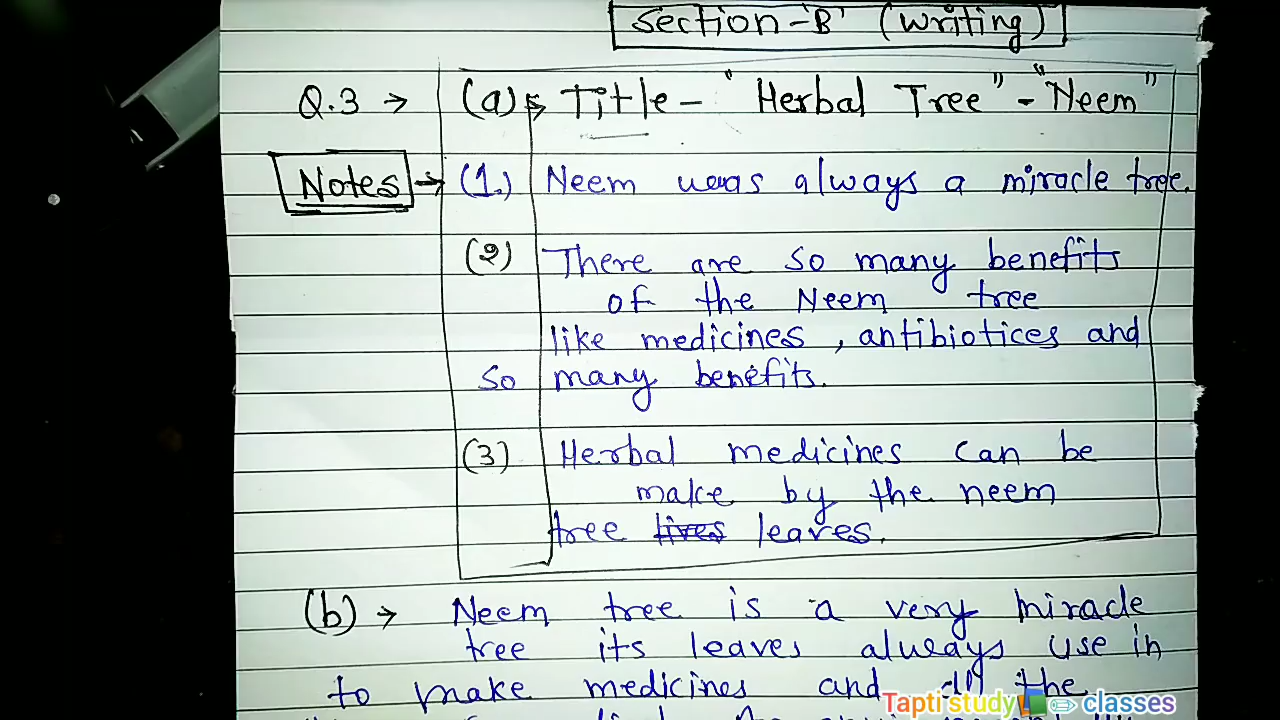 Section-'B' (Writing)
Q.3 → (a) → Title - "Herbal Tree" - "Neem"
Notes → (1.) Neem was always a miracle tree.
(2) There are so many benefits
of the Neem tree
like medicines, antibiotices and
so many benefits.
(3) Herbal medicines can be
make by the neem
tree lives leaves.
(b) → Neem tree is a very miracle
tree its leaves always use in
to make medicines and all the
Tapti study classes